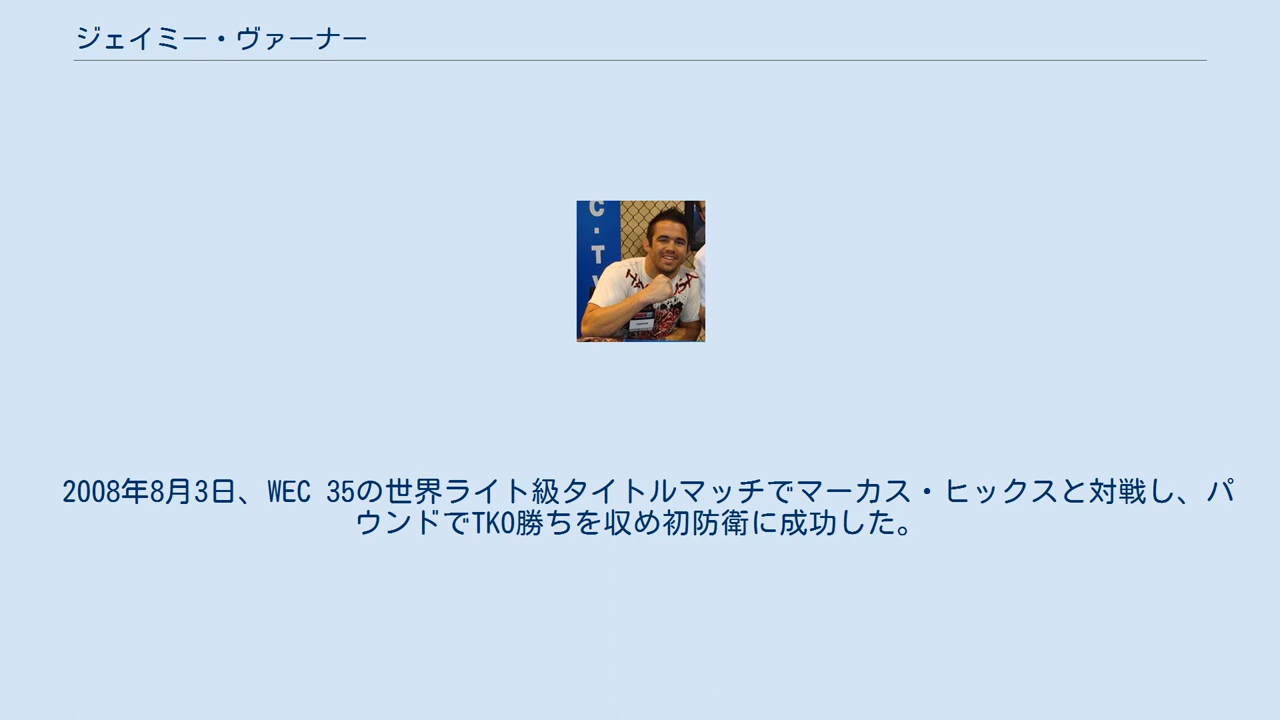 ジェイミー・ヴァーナー
C
・
T
2008年8月3日、WEC 35の世界ライト級タイトルマッチでマーカス・ヒックスと対戦し、パ
ウンドでTKO勝ちを収め初防衛に成功した。